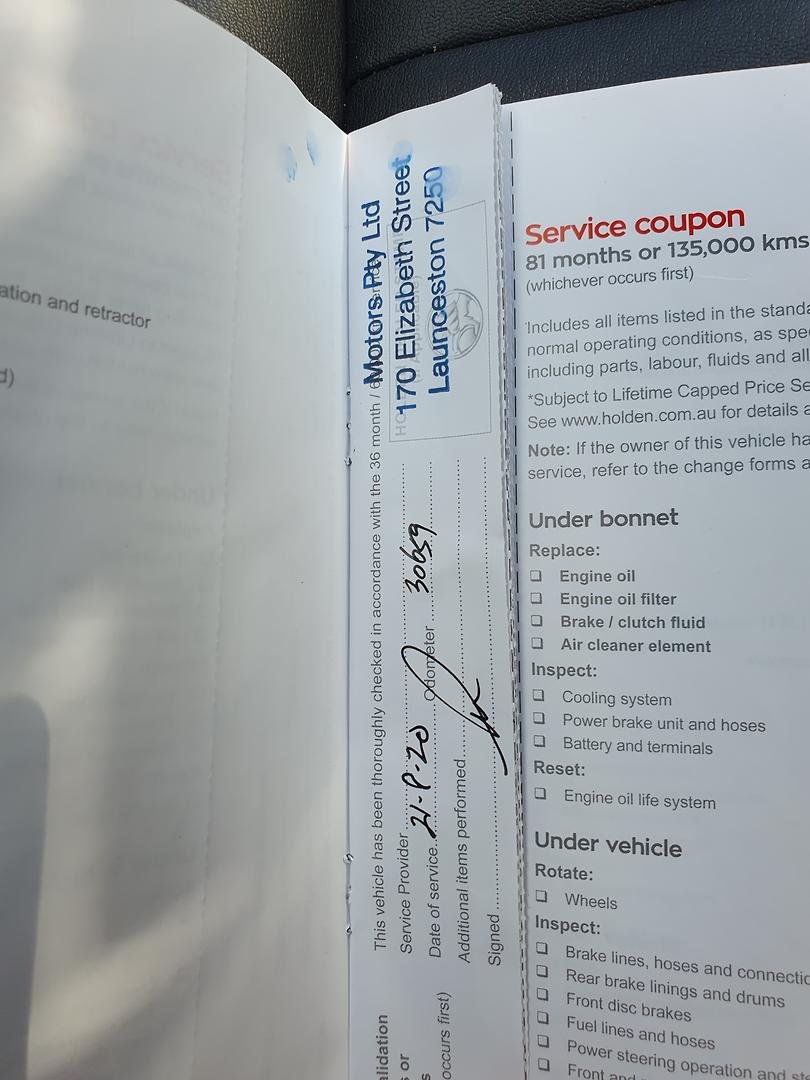 ation and retractor
d)
Motors Pty Ltd
170 Elizabeth Street
Launceston 7250
This vehicle has been thoroughly checked in accordance with the 36 month / 6
Service Provider
Date of service 21-8-20 Odometer 30659
Additional items performed
Signed
alidation
s or
s
occurs first)
Service coupon
81 months or 135,000 kms
(whichever occurs first)
Includes all items listed in the standa
normal operating conditions, as spe
including parts, labour, fluids and all
*Subject to Lifetime Capped Price Se
See www.holden.com.au for details a
Note: If the owner of this vehicle ha
service, refer to the change forms a
Under bonnet
Replace:
❑ Engine oil
❑ Engine oil filter
❑ Brake / clutch fluid
❑ Air cleaner element
Inspect:
❑ Cooling system
❑ Power brake unit and hoses
❑ Battery and terminals
Reset:
❑ Engine oil life system
Under vehicle
Rotate:
❑ Wheels
Inspect:
❑ Brake lines, hoses and connectio
❑ Rear brake linings and drums
❑ Front disc brakes
❑ Fuel lines and hoses
❑ Power steering operation and st
❑ Front and